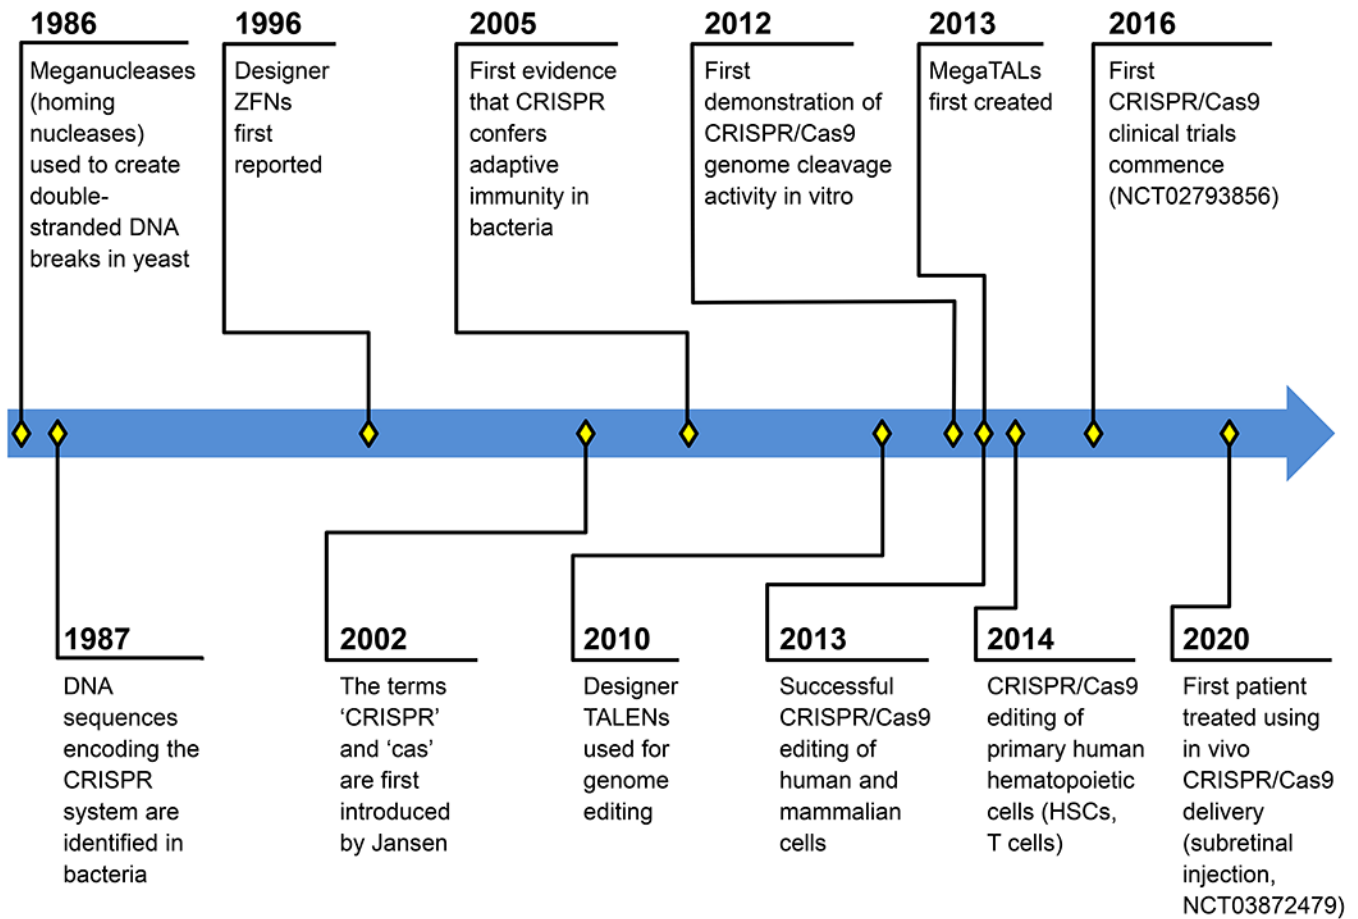 1986
Meganucleases
(homing
nucleases)
used to create
double-
stranded DNA
breaks in yeast
1996
Designer
ZFNs
first
reported
2005
First evidence
that CRISPR
confers
adaptive
immunity in
bacteria
2012
First
demonstration of
CRISPR/Cas9
genome cleavage
activity in vitro
2013
MegaTALs
first created
2016
First
CRISPR/Cas9
clinical trials
commence
(NCT02793856)
1987
DNA
sequences
encoding the
CRISPR
system are
identified in
bacteria
2002
The terms
‘CRISPR’
and ‘cas’
are first
introduced
by Jansen
2010
Designer
TALENs
used for
genome
editing
2013
Successful
CRISPR/Cas9
editing of
human and
mammalian
cells
2014
CRISPR/Cas9
editing of
primary human
hematopoietic
cells (HSCs,
T cells)
2020
First patient
treated using
in vivo
CRISPR/Cas9
delivery
(subretinal
injection,
NCT03872479)